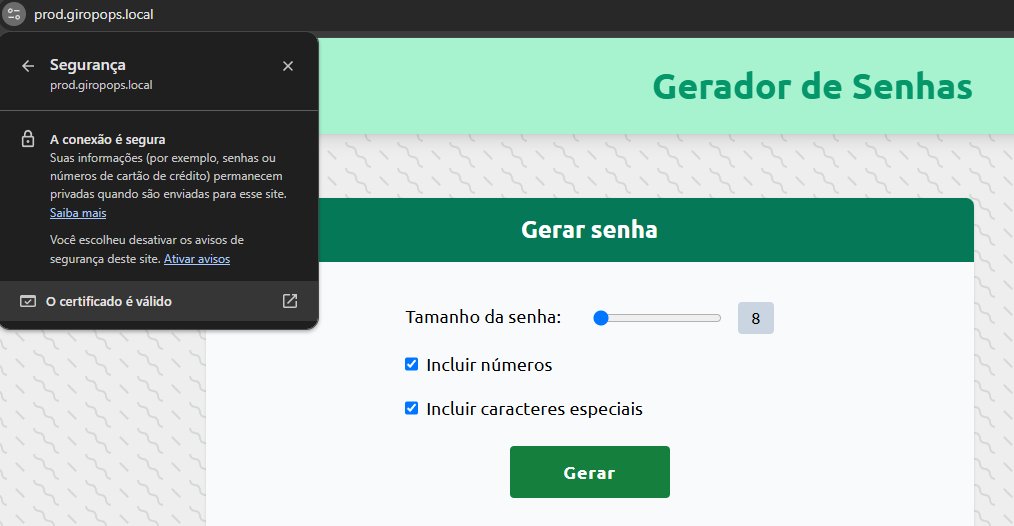 prod.giropops.local
Segurança
prod.giropops.local
A conexão é segura
Suas informações (por exemplo, senhas ou
números de cartão de crédito) permanecem
privadas quando são enviadas para esse site.
Saiba mais
Você escolheu desativar os avisos de
segurança deste site. Ativar avisos
O certificado é válido
Gerador de Senhas
Gerar senha
Tamanho da senha: 8
Incluir números
Incluir caracteres especiais
Gerar